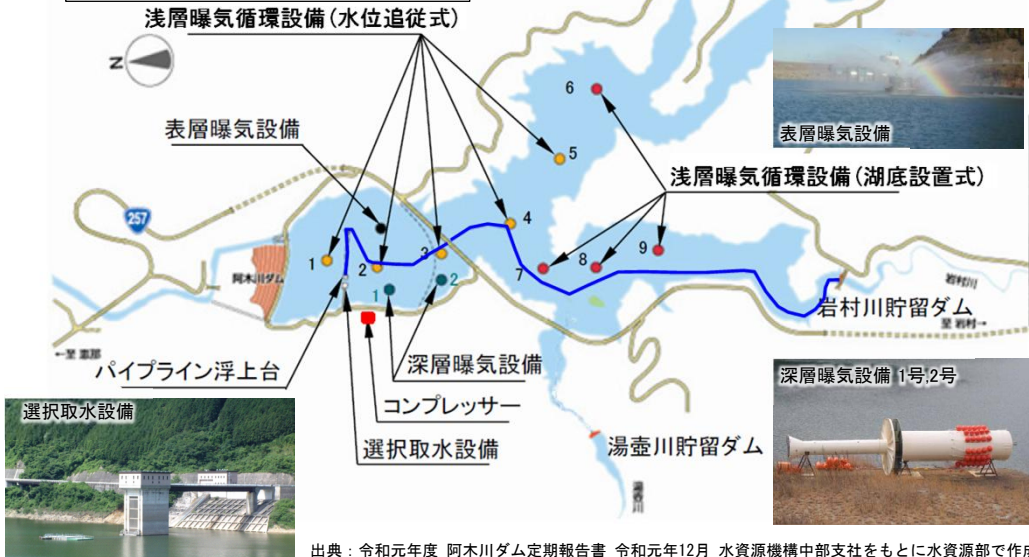 浅層曝気循環設備(水位追従式)
N
表層曝気設備
表層曝気設備
6
5
浅層曝気循環設備(湖底設置式)
257
4
3
9
1
2
7
8
阿木川ダム
1
2
岩村川
岩村川貯留ダム
至 岩村→
←至 恵那
パイプライン浮上台
深層曝気設備
コンプレッサー
選択取水設備
深層曝気設備 1号,2号
選択取水設備
湯壺川貯留ダム
湯壺川
出典:令和元年度 阿木川ダム定期報告書 令和元年12月 水資源機構中部支社をもとに水資源部で作成